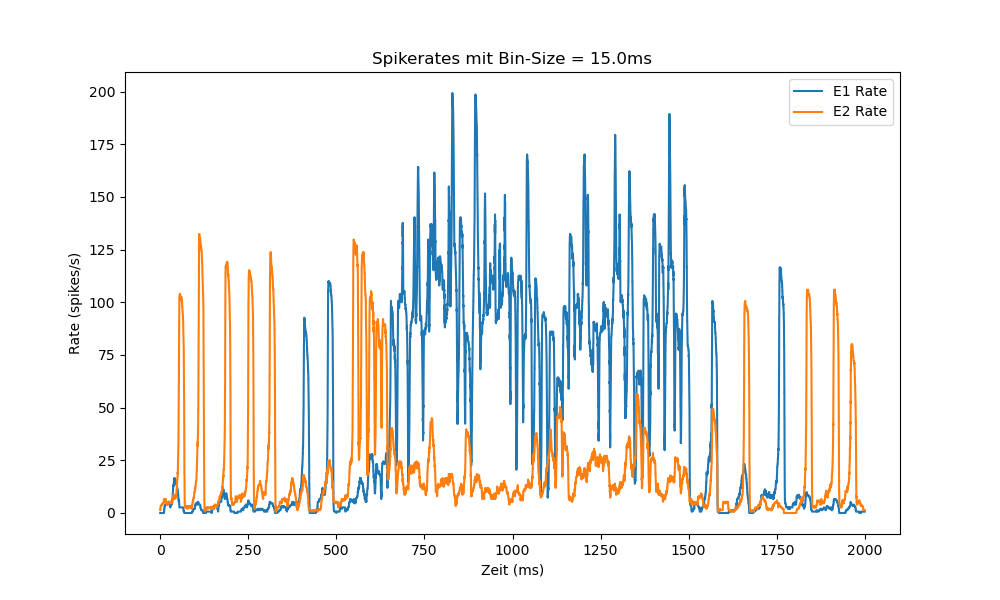 Spikerates mit Bin-Size = 15.0ms
E1 Rate
E2 Rate
200
175
150
125
100
75
50
25
0
Rate (spikes/s)
0 250 500 750 1000 1250 1500 1750 2000
Zeit (ms)